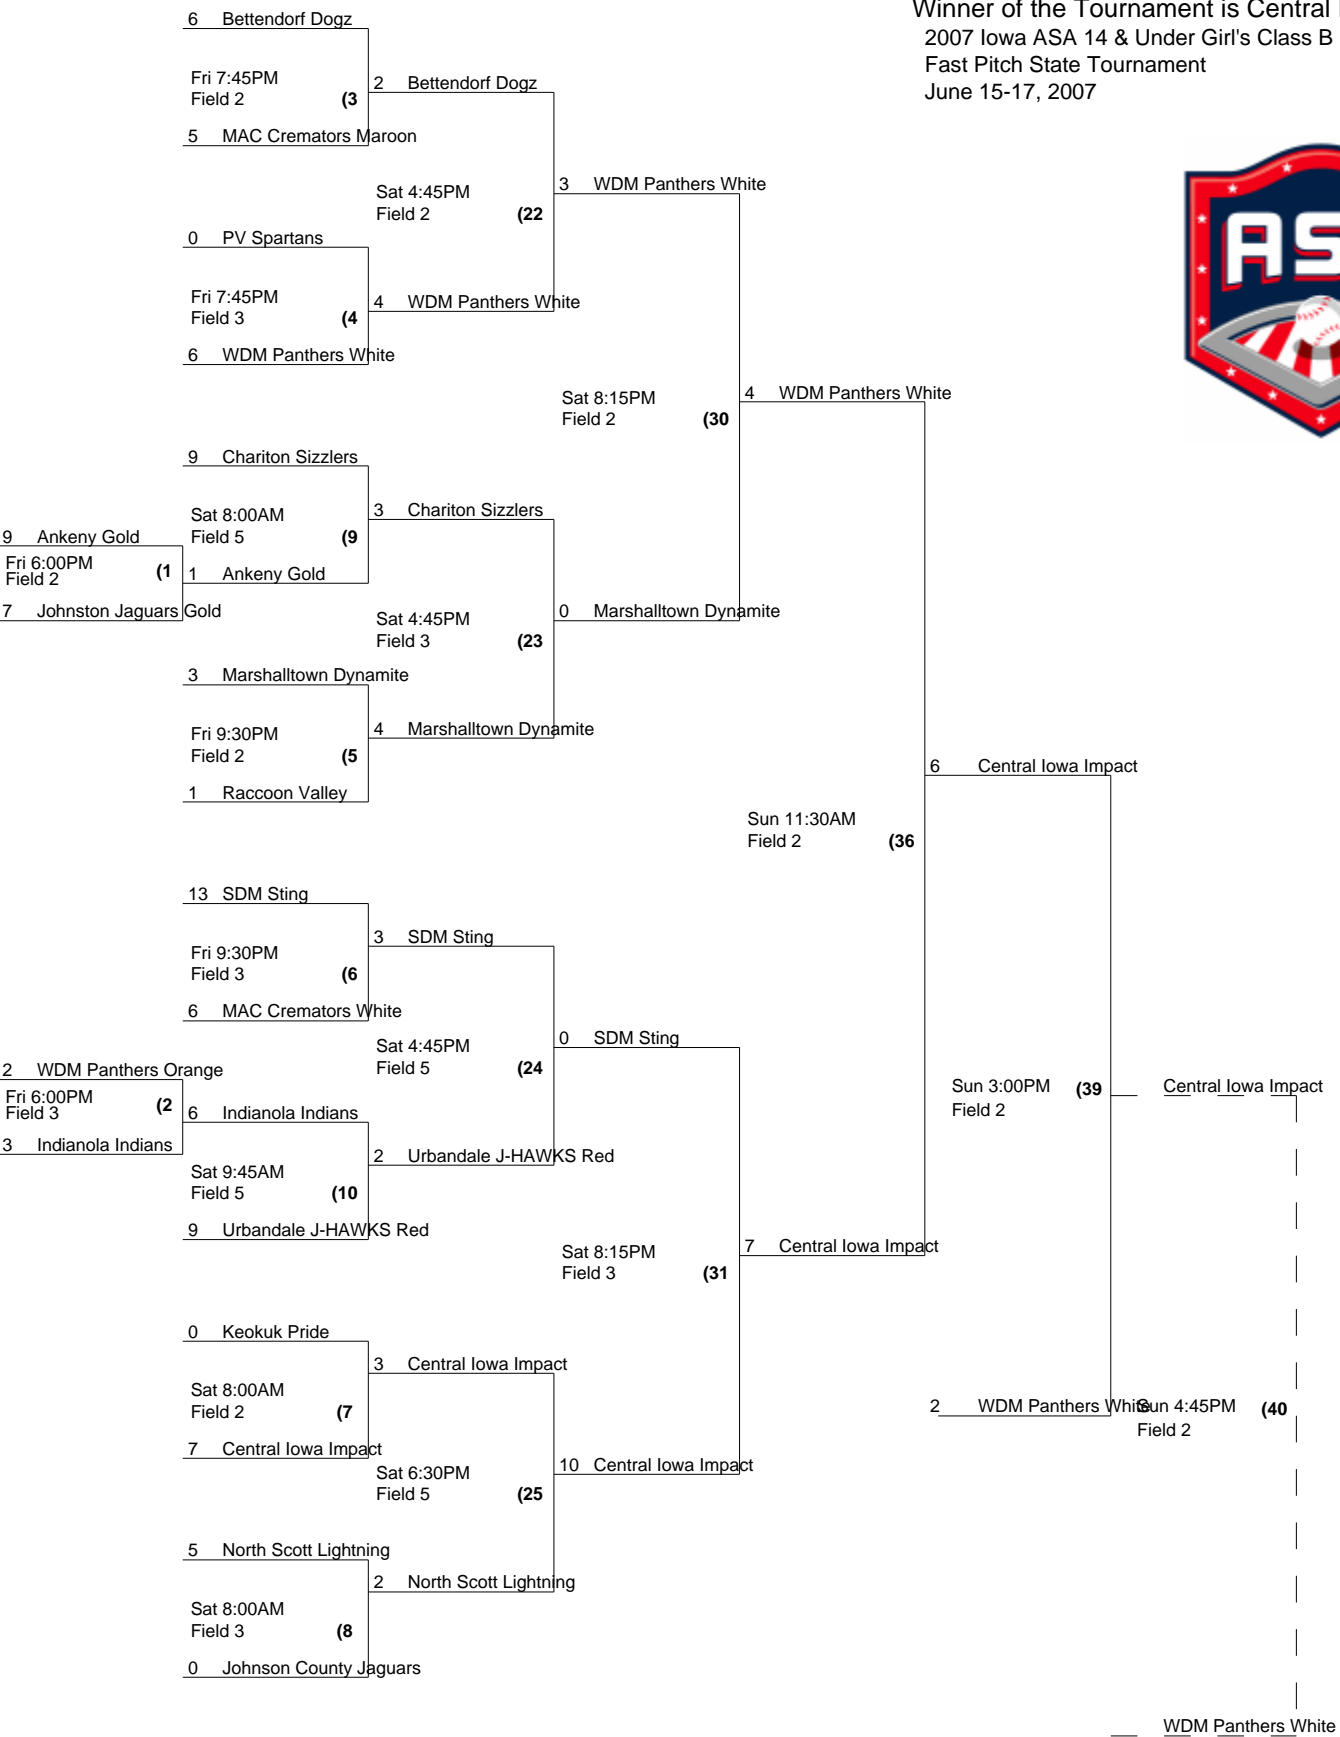 Winner of the Tournament is Central
2007 Iowa ASA 14 & Under Girl's Class B
Fast Pitch State Tournament
June 15-17, 2007
AS
6 Bettendorf Dogz
Fri 7:45PM
Field 2 (3
2 Bettendorf Dogz
5 MAC Cremators Maroon
Sat 4:45PM
Field 2 (22
3 WDM Panthers White
0 PV Spartans
Fri 7:45PM
Field 3 (4
4 WDM Panthers White
6 WDM Panthers White
Sat 8:15PM
Field 2 (30
4 WDM Panthers White
9 Chariton Sizzlers
Sat 8:00AM
Field 5 (9
3 Chariton Sizzlers
9 Ankeny Gold
Fri 6:00PM
Field 2 (1
1 Ankeny Gold
7 Johnston Jaguars Gold
Sat 4:45PM
Field 3 (23
0 Marshalltown Dynamite
3 Marshalltown Dynamite
Fri 9:30PM
Field 2 (5
4 Marshalltown Dynamite
1 Raccoon Valley
6 Central Iowa Impact
Sun 11:30AM
Field 2 (36
13 SDM Sting
Fri 9:30PM
Field 3 (6
3 SDM Sting
6 MAC Cremators White
Sat 4:45PM
Field 5 (24
0 SDM Sting
2 WDM Panthers Orange
Fri 6:00PM
Field 3 (2
6 Indianola Indians
3 Indianola Indians
Sat 9:45AM
Field 5 (10
2 Urbandale J-HAWKS Red
9 Urbandale J-HAWKS Red
Sun 3:00PM (39
Field 2
Central Iowa Impact
Sat 8:15PM
Field 3 (31
7 Central Iowa Impact
0 Keokuk Pride
Sat 8:00AM
Field 2 (7
3 Central Iowa Impact
7 Central Iowa Impact
Sat 6:30PM
Field 5 (25
10 Central Iowa Impact
2 WDM Panthers White
Sun 4:45PM (40
Field 2
5 North Scott Lightning
Sat 8:00AM
Field 3 (8
2 North Scott Lightning
0 Johnson County Jaguars
WDM Panthers White